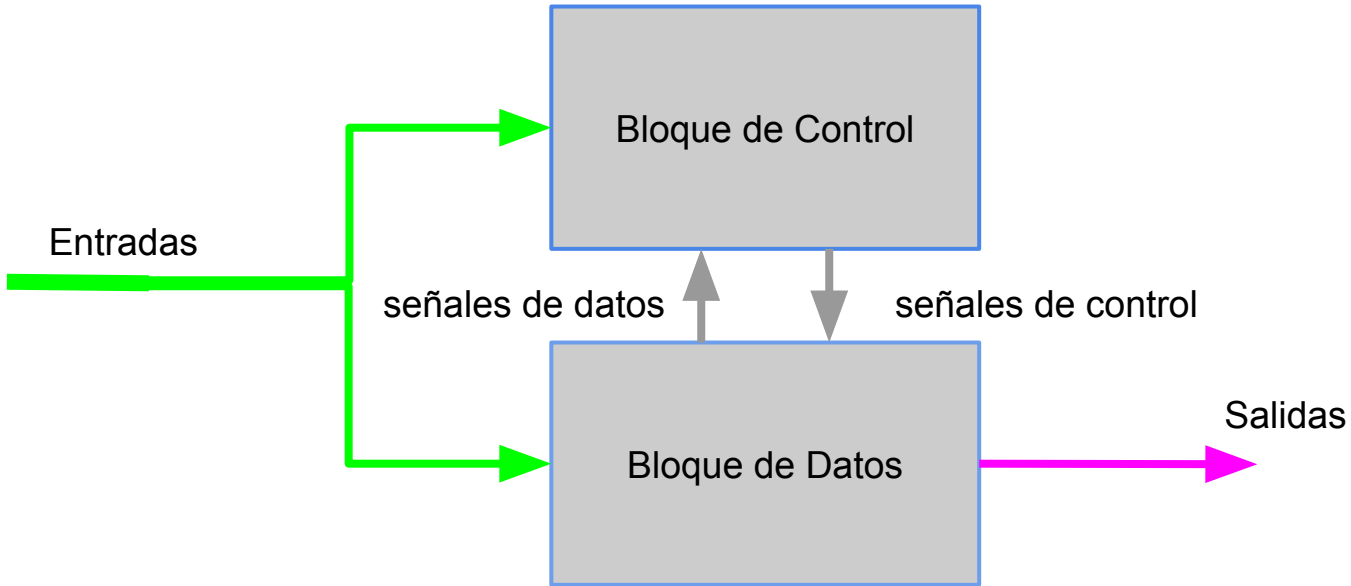 Bloque de Control
Entradas
señales de datos
señales de control
Salidas
Bloque de Datos